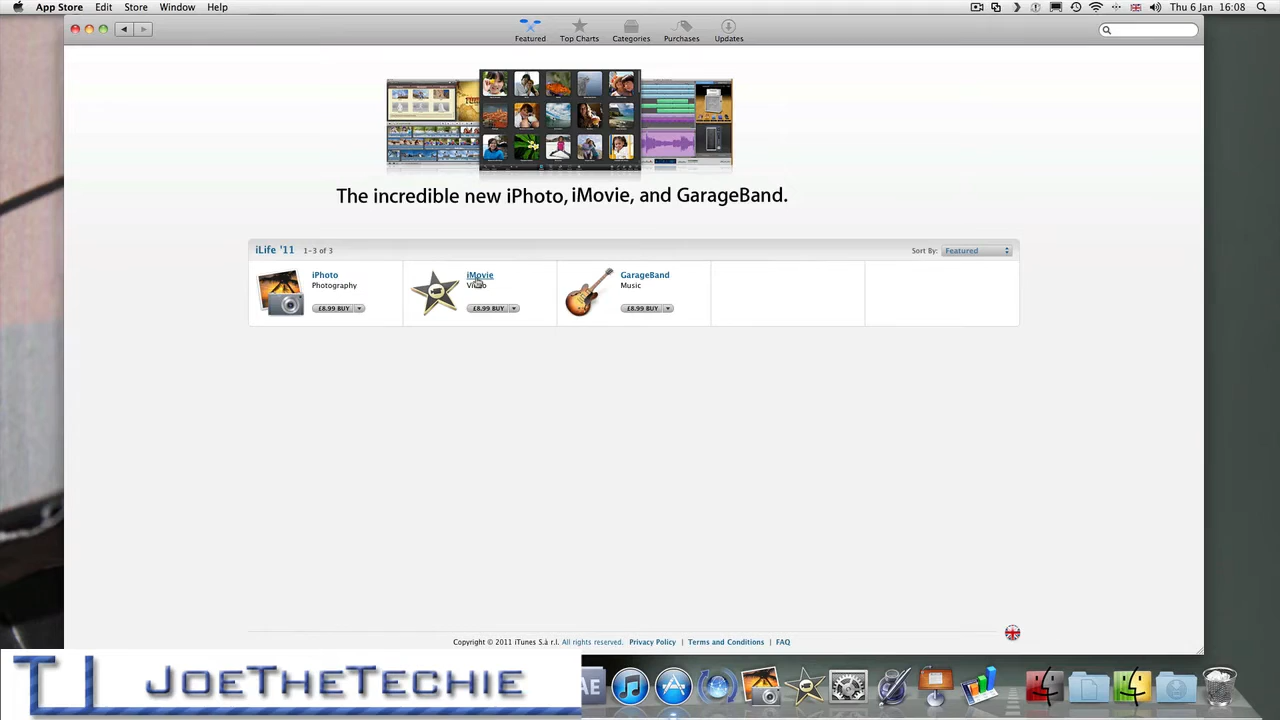 App Store Edit Store Window Help Thu 6 Jan 16:08
Featured Top Charts Categories Purchases Updates
The incredible new iPhoto, iMovie, and GarageBand.
iLife '11 1-3 of 3 Sort By: Featured
iPhoto
Photography
£8.99 BUY
iMovie
£8.99 BUY
GarageBand
Music
£8.99 BUY
Copyright © 2011 iTunes S.à r.l. All rights reserved. Privacy Policy | Terms and Conditions | FAQ
TJ JOETHETECHIE
AE